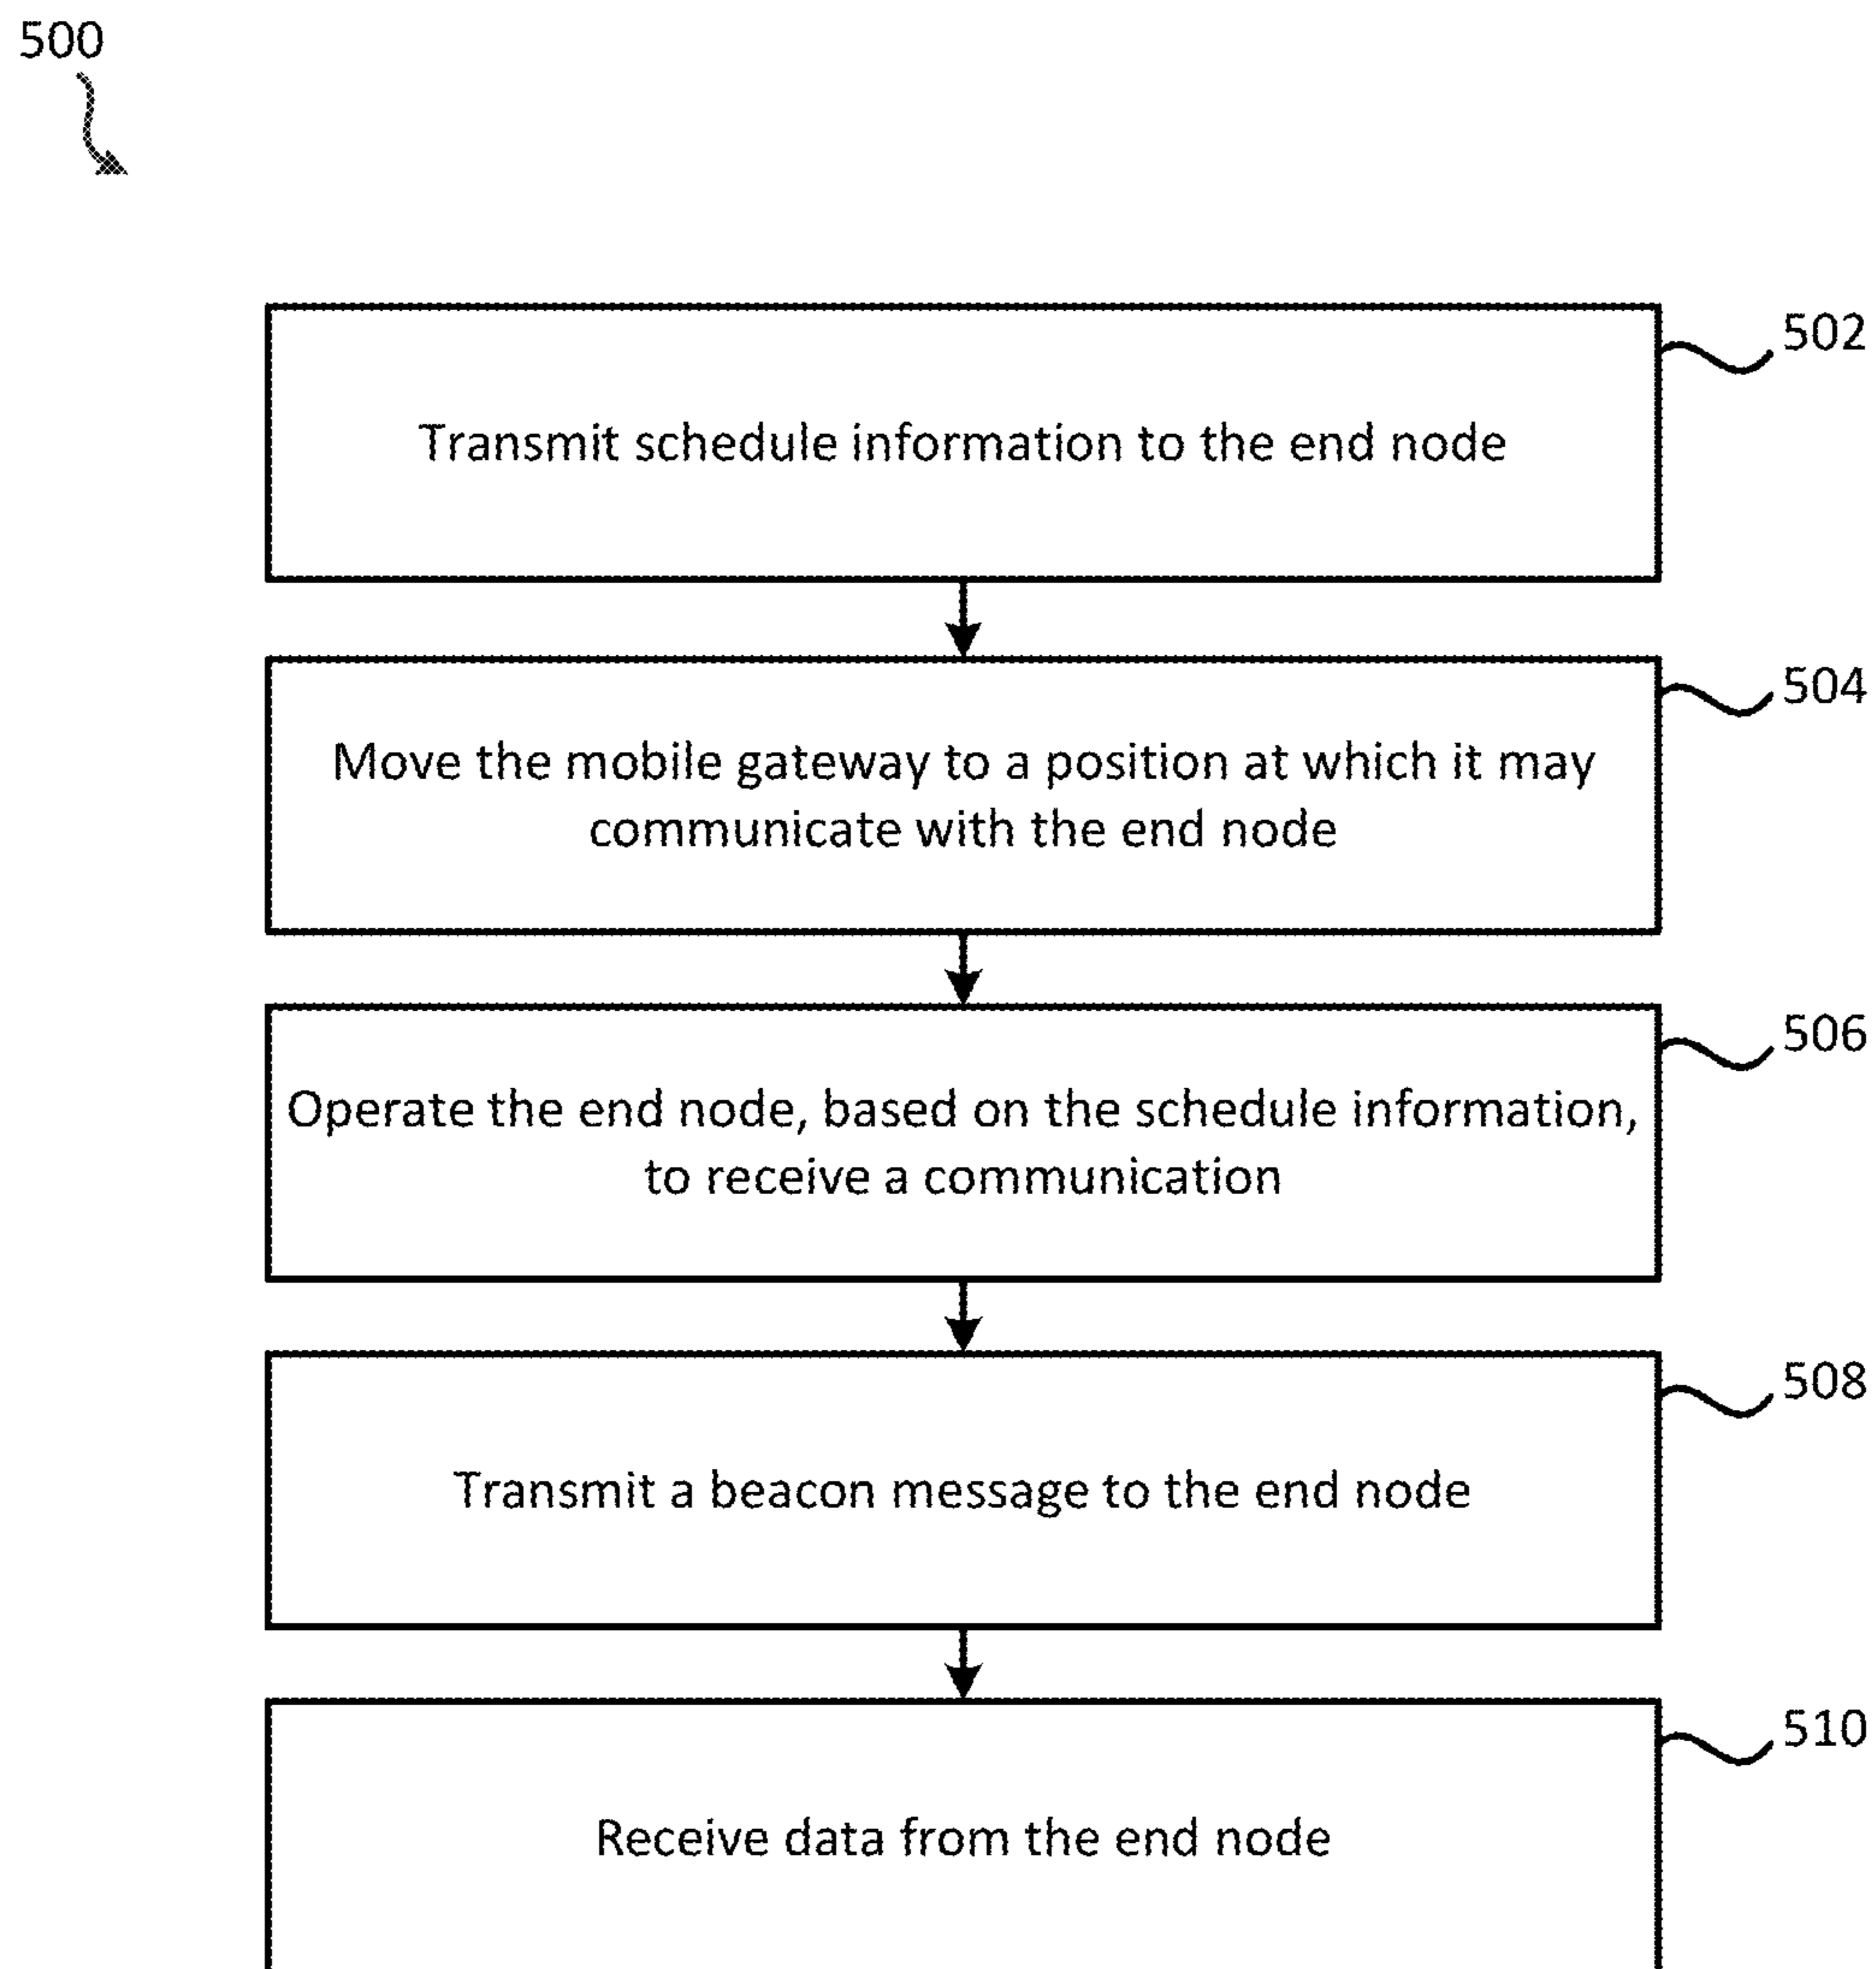 500
502
Transmit schedule information to the end node
504
Move the mobile gateway to a position at which it may
communicate with the end node
506
Operate the end node, based on the schedule information,
to receive a communication
508
Transmit a beacon message to the end node
510
Receive data from the end node